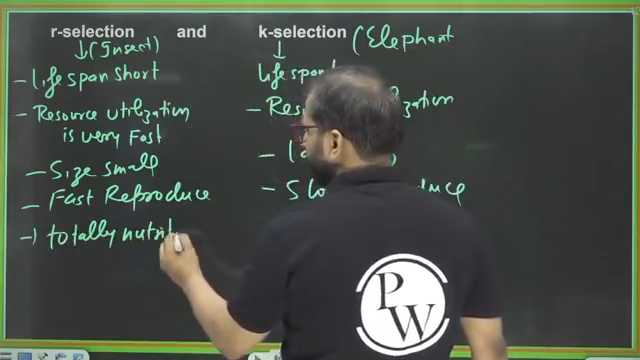 r-selection and k-selection (Elephant
(Insect)
- Life span short
Life span
- Resource utilization
is very Fast
- Size small
- Fast Reproduce
- totally nutrit
PW